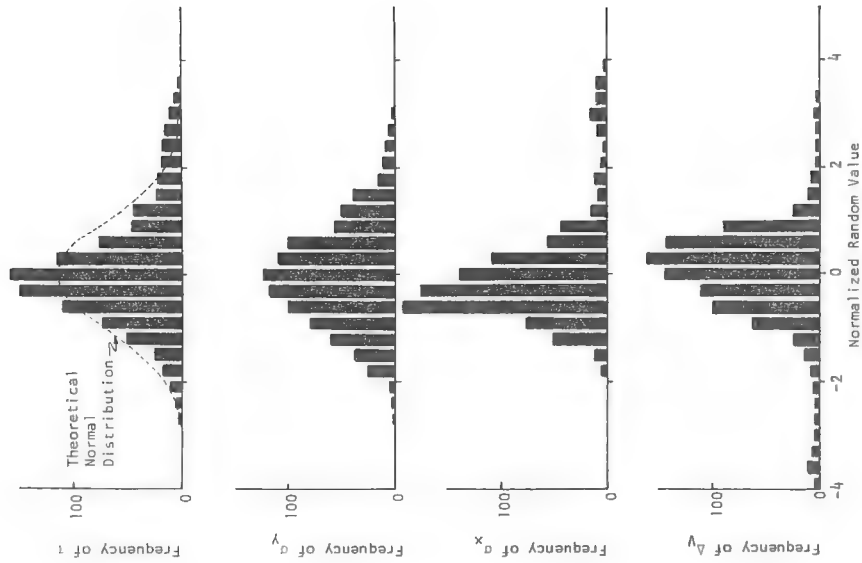 Frequency of τ
100
0
Theoretical
Normal
Distribution
Frequency of σy
100
0
Frequency of σx
100
0
Frequency of Δv
100
0
-4 -2 0 2 4
Normalized Random Value